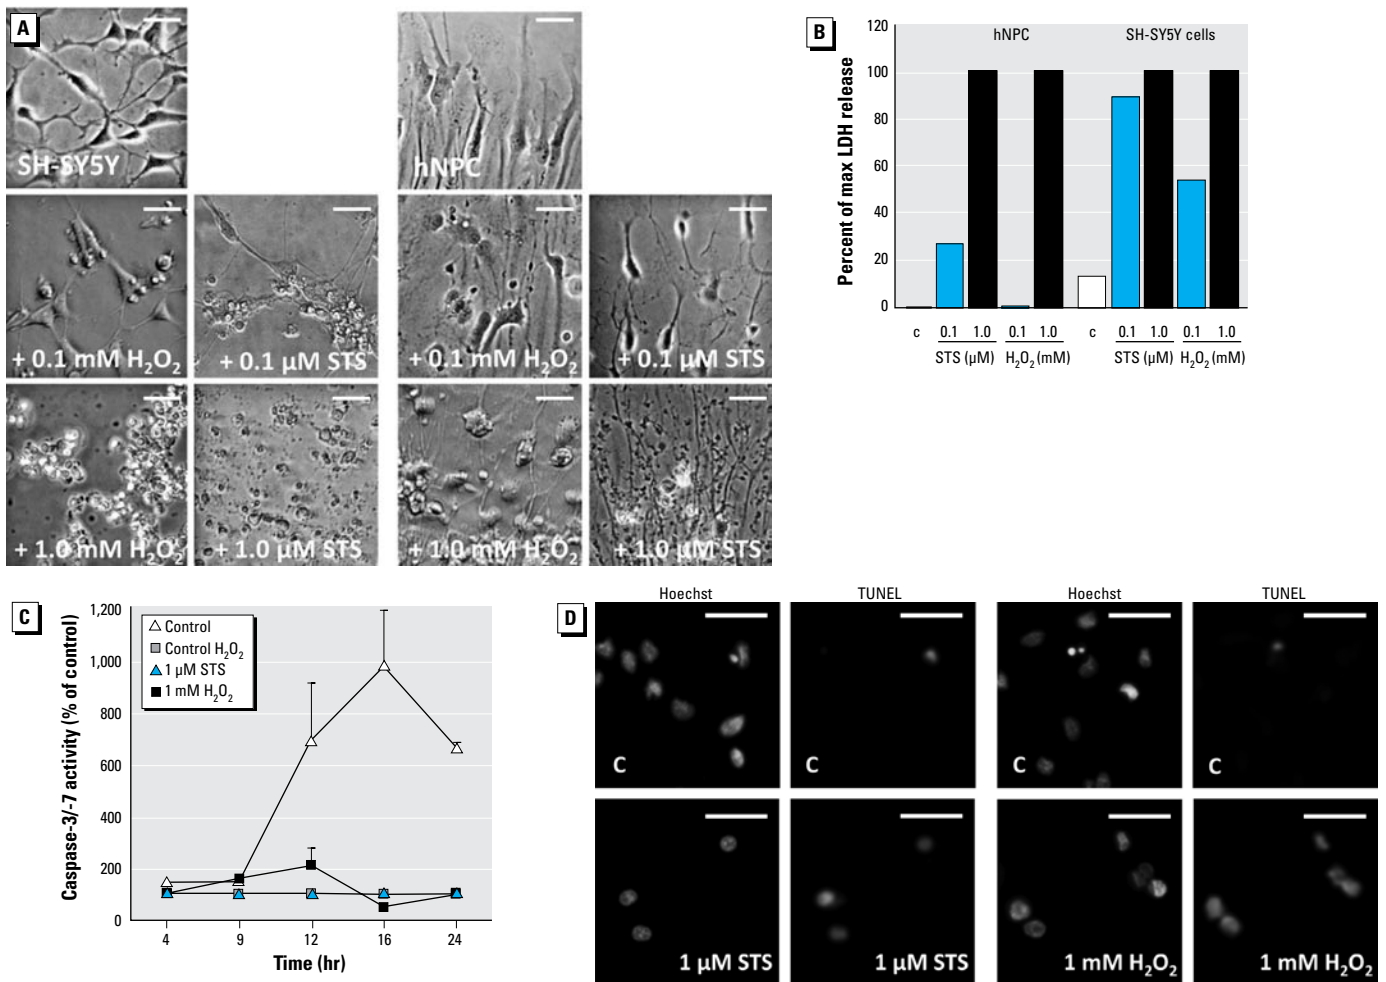 A
SH-SY5Y
hNPC
+ 0.1 mM H₂O₂
+ 0.1 µM STS
+ 0.1 mM H₂O₂
+ 0.1 µM STS
+ 1.0 mM H₂O₂
+ 1.0 µM STS
+ 1.0 mM H₂O₂
+ 1.0 µM STS
B
Percent of max LDH release
120
100
80
60
40
20
0
hNPC
SH-SY5Y cells
c 0.1 1.0 0.1 1.0 c 0.1 1.0 0.1 1.0
STS (µM) H₂O₂ (mM) STS (µM) H₂O₂ (mM)
C
Caspase-3/-7 activity (% of control)
1,200
1,000
800
600
400
200
0
Control
Control H₂O₂
1 µM STS
1 mM H₂O₂
4 9 12 16 24
Time (hr)
D
Hoechst TUNEL Hoechst TUNEL
C C C C
1 µM STS 1 µM STS 1 mM H₂O₂ 1 mM H₂O₂